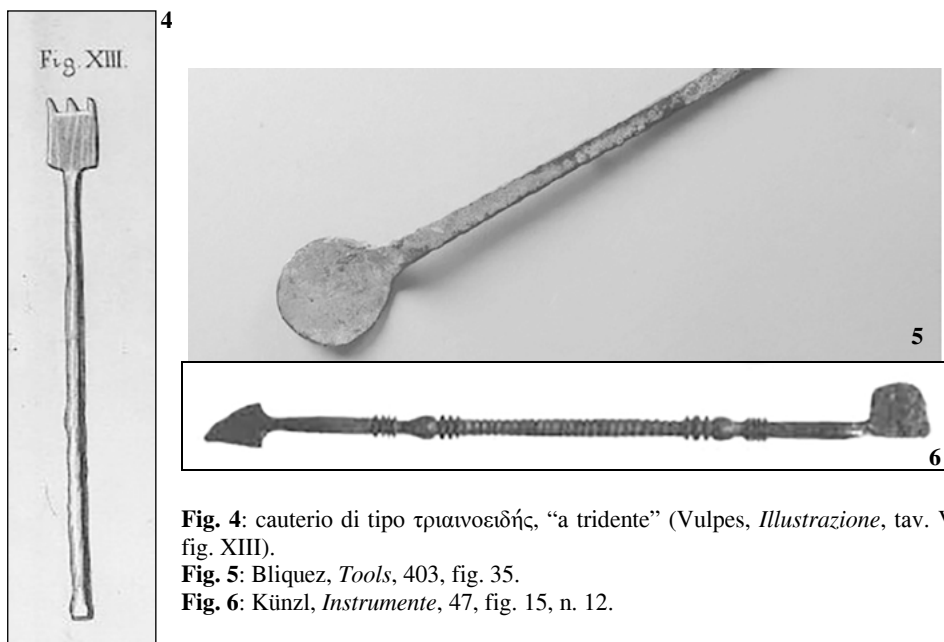 4
Fig. XIII.
5
6
Fig. 4: cauterio di tipo τριαινοειδής, “a tridente” (Vulpes, Illustrazione, tav. V
fig. XIII).
Fig. 5: Bliquez, Tools, 403, fig. 35.
Fig. 6: Künzl, Instrumente, 47, fig. 15, n. 12.